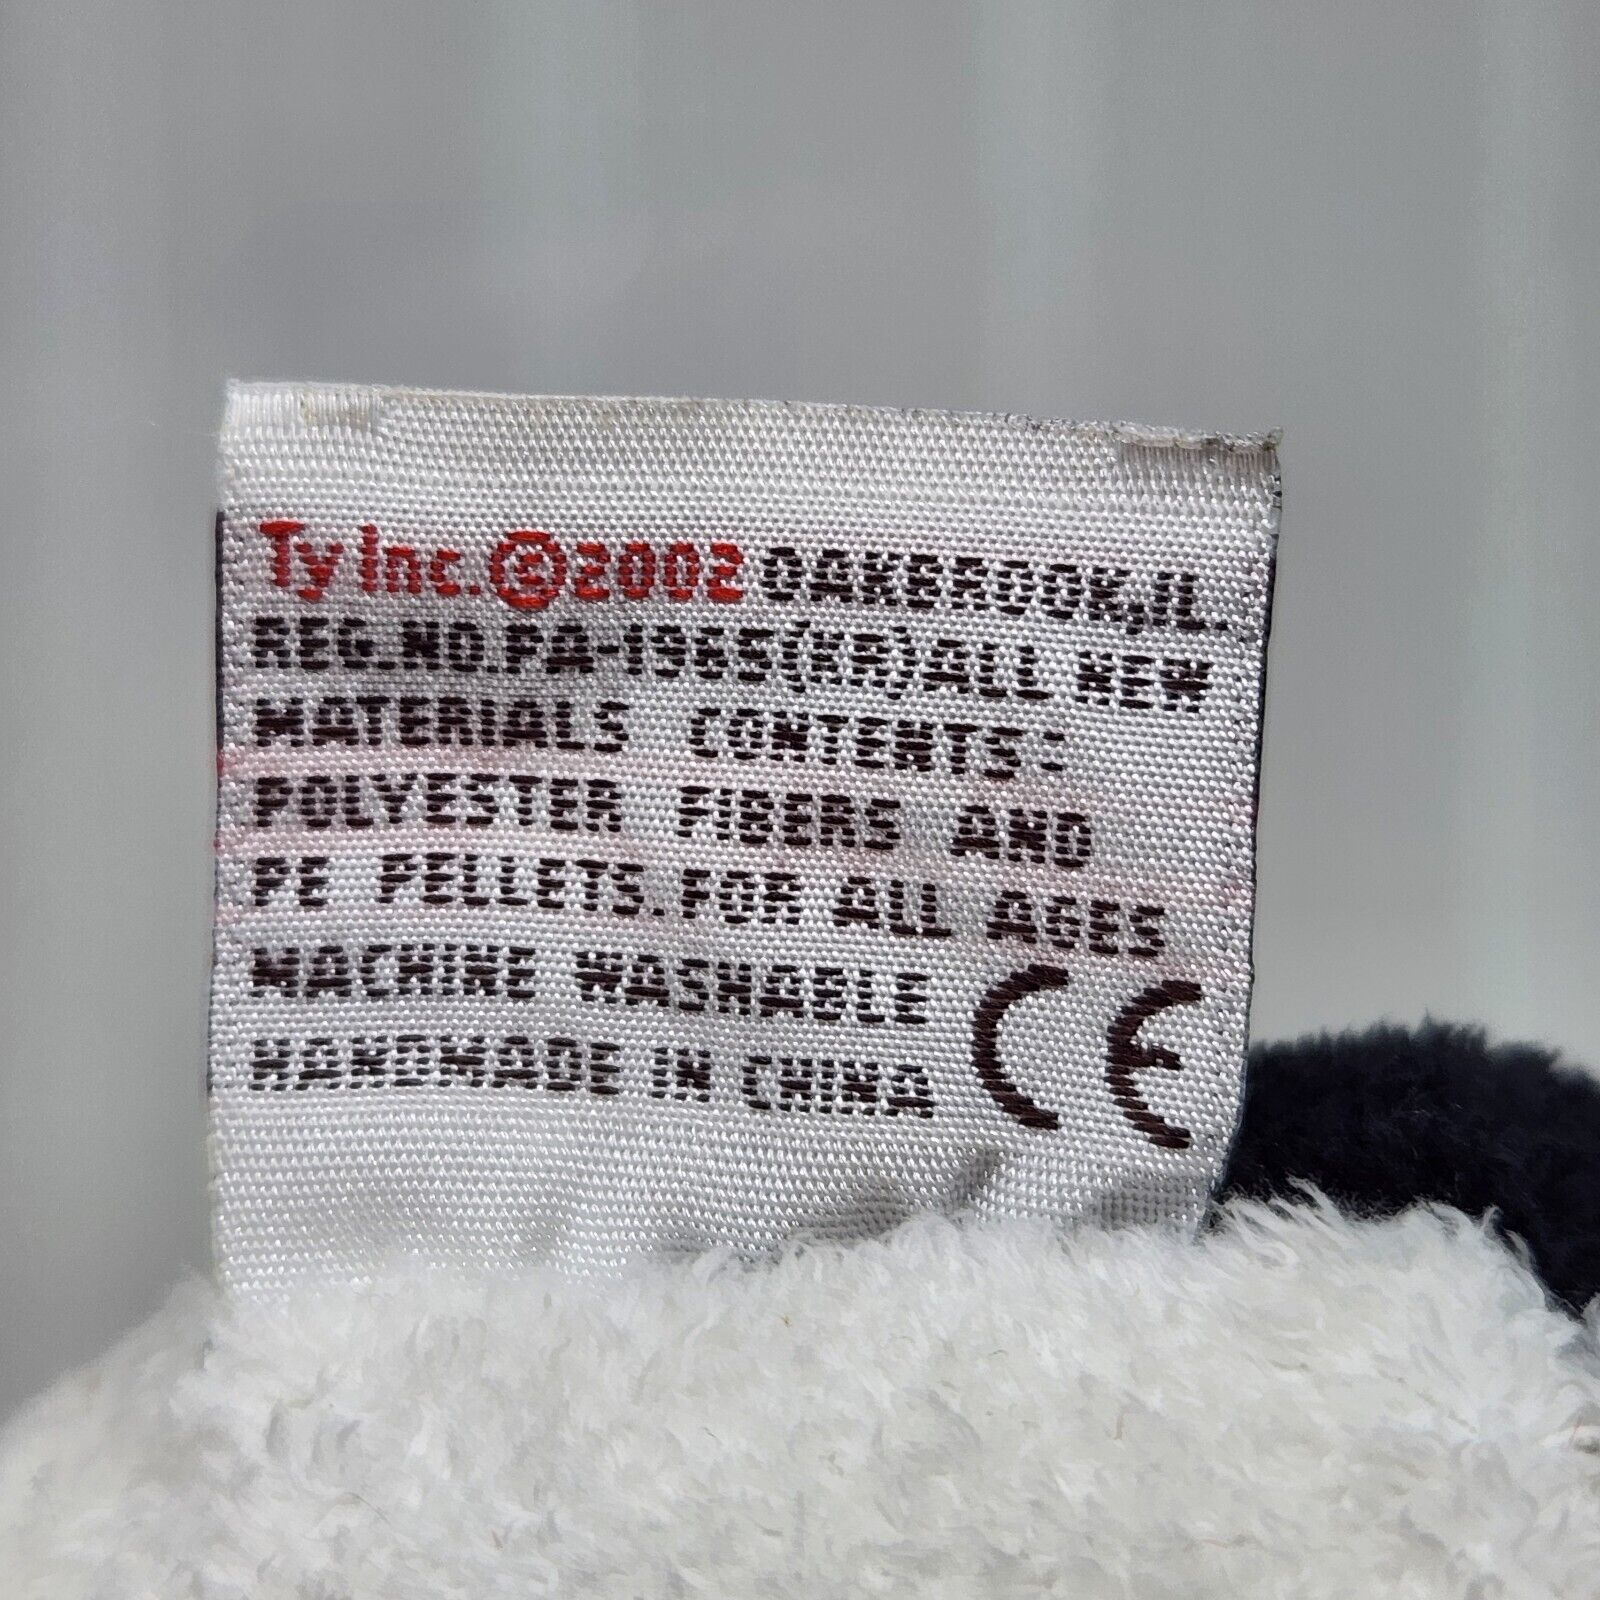 Ty Inc. ©2002 OAKBROOK, IL.
REG.NO.PA-1965(KR)ALL NEW
MATERIALS CONTENTS:
POLYESTER FIBERS AND
PE PELLETS.FOR ALL AGES
MACHINE WASHABLE
HANDMADE IN CHINA
CE